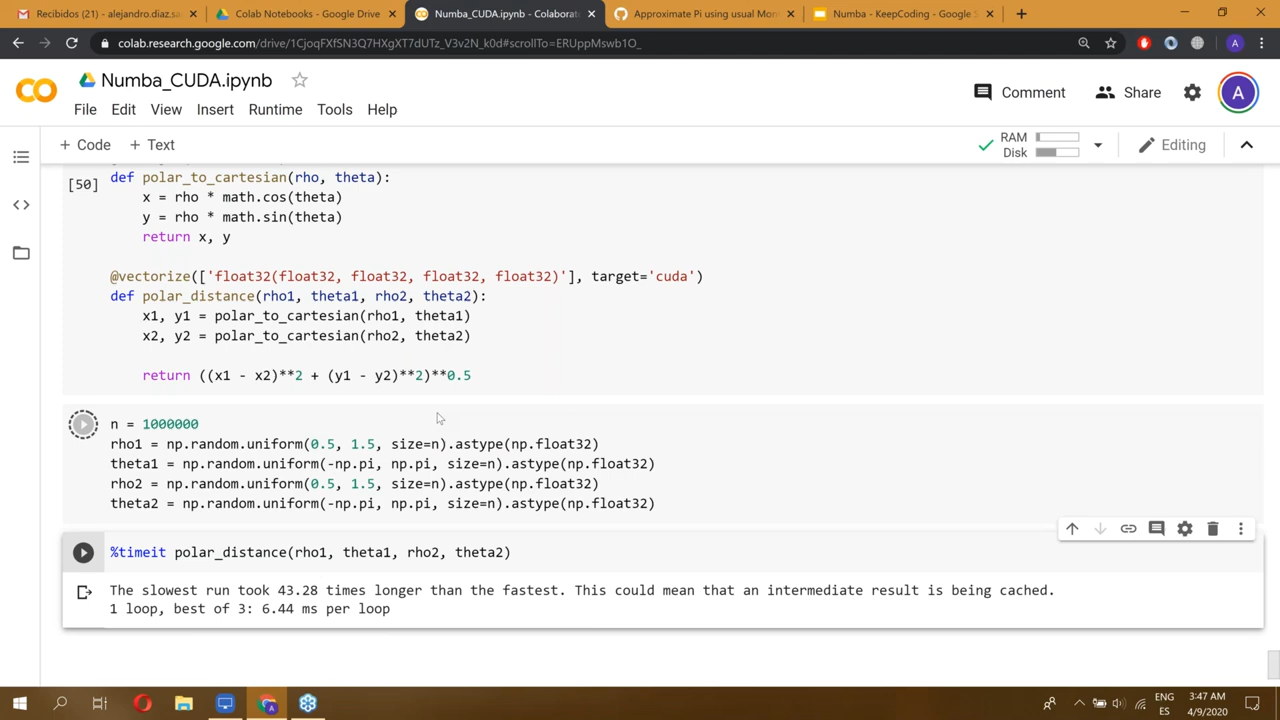 Recibidos (21) - alejandro.diaz.sa
Colab Notebooks - Google Drive
Numba_CUDA.ipynb - Colaborat
Approximate Pi using usual Mon
Numba - KeepCoding - Google S
colab.research.google.com/drive/1CjoqFXfSN3Q7HXgXT7dUTz_V3v2N_k0d#scrollTo=ERUppMswb1O_
A
Numba_CUDA.ipynb
Comment
Share
A
File Edit View Insert Runtime Tools Help
+ Code + Text
RAM
Disk
Editing
[50]
def polar_to_cartesian(rho, theta):
x = rho * math.cos(theta)
y = rho * math.sin(theta)
return x, y
@vectorize(['float32(float32, float32, float32, float32)'], target='cuda')
def polar_distance(rho1, theta1, rho2, theta2):
x1, y1 = polar_to_cartesian(rho1, theta1)
x2, y2 = polar_to_cartesian(rho2, theta2)
return ((x1 - x2)**2 + (y1 - y2)**2)**0.5
n = 1000000
rho1 = np.random.uniform(0.5, 1.5, size=n).astype(np.float32)
theta1 = np.random.uniform(-np.pi, np.pi, size=n).astype(np.float32)
rho2 = np.random.uniform(0.5, 1.5, size=n).astype(np.float32)
theta2 = np.random.uniform(-np.pi, np.pi, size=n).astype(np.float32)
%timeit polar_distance(rho1, theta1, rho2, theta2)
The slowest run took 43.28 times longer than the fastest. This could mean that an intermediate result is being cached.
1 loop, best of 3: 6.44 ms per loop
ENG
ES
3:47 AM
4/9/2020